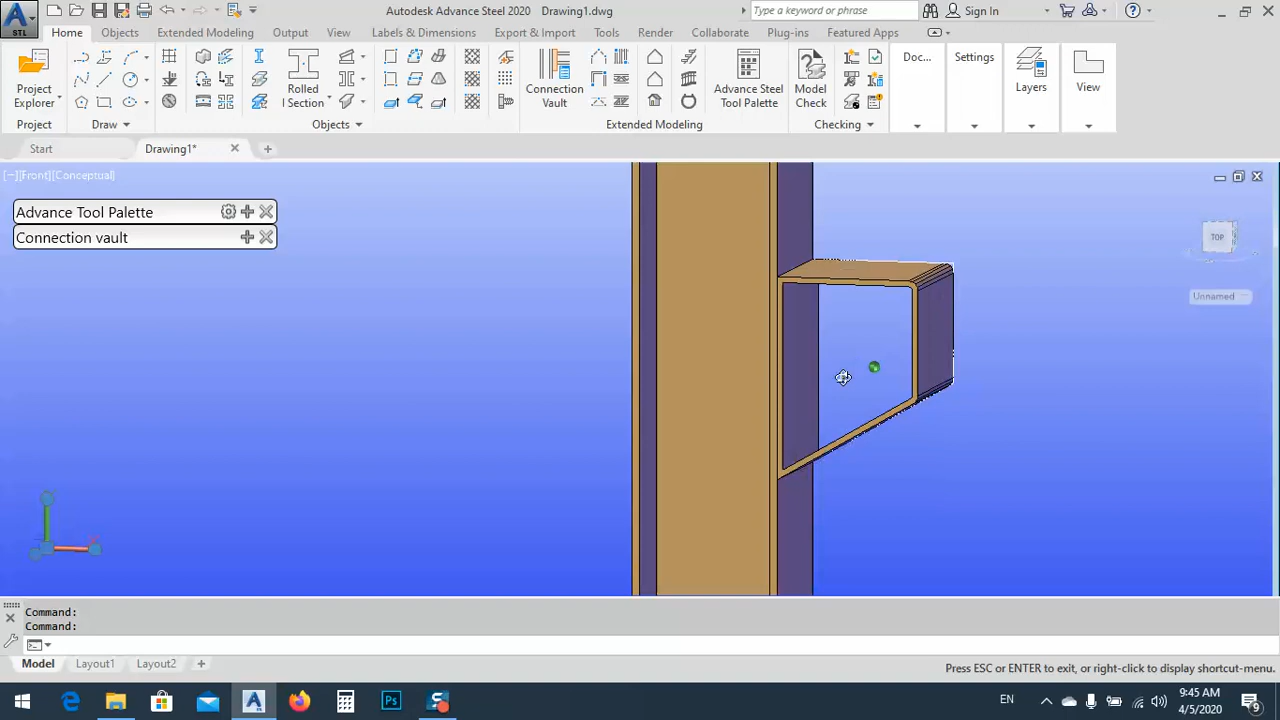 Autodesk Advance Steel 2020 Drawing1.dwg
Type a keyword or phrase
Sign In
STL
Home Objects Extended Modeling Output View Labels & Dimensions Export & Import Tools Render Collaborate Plug-ins Featured Apps
Project Explorer
Rolled I Section
Connection Vault
Advance Steel Tool Palette
Model Check
Doc...
Settings
Layers
View
Project Draw Objects Extended Modeling Checking
Start Drawing1*
[−][Front][Conceptual]
Advance Tool Palette
Connection vault
TOP
Unnamed
Command:
Command:
Model Layout1 Layout2
Press ESC or ENTER to exit, or right-click to display shortcut-menu.
Ps
EN
9:45 AM
4/5/2020
9